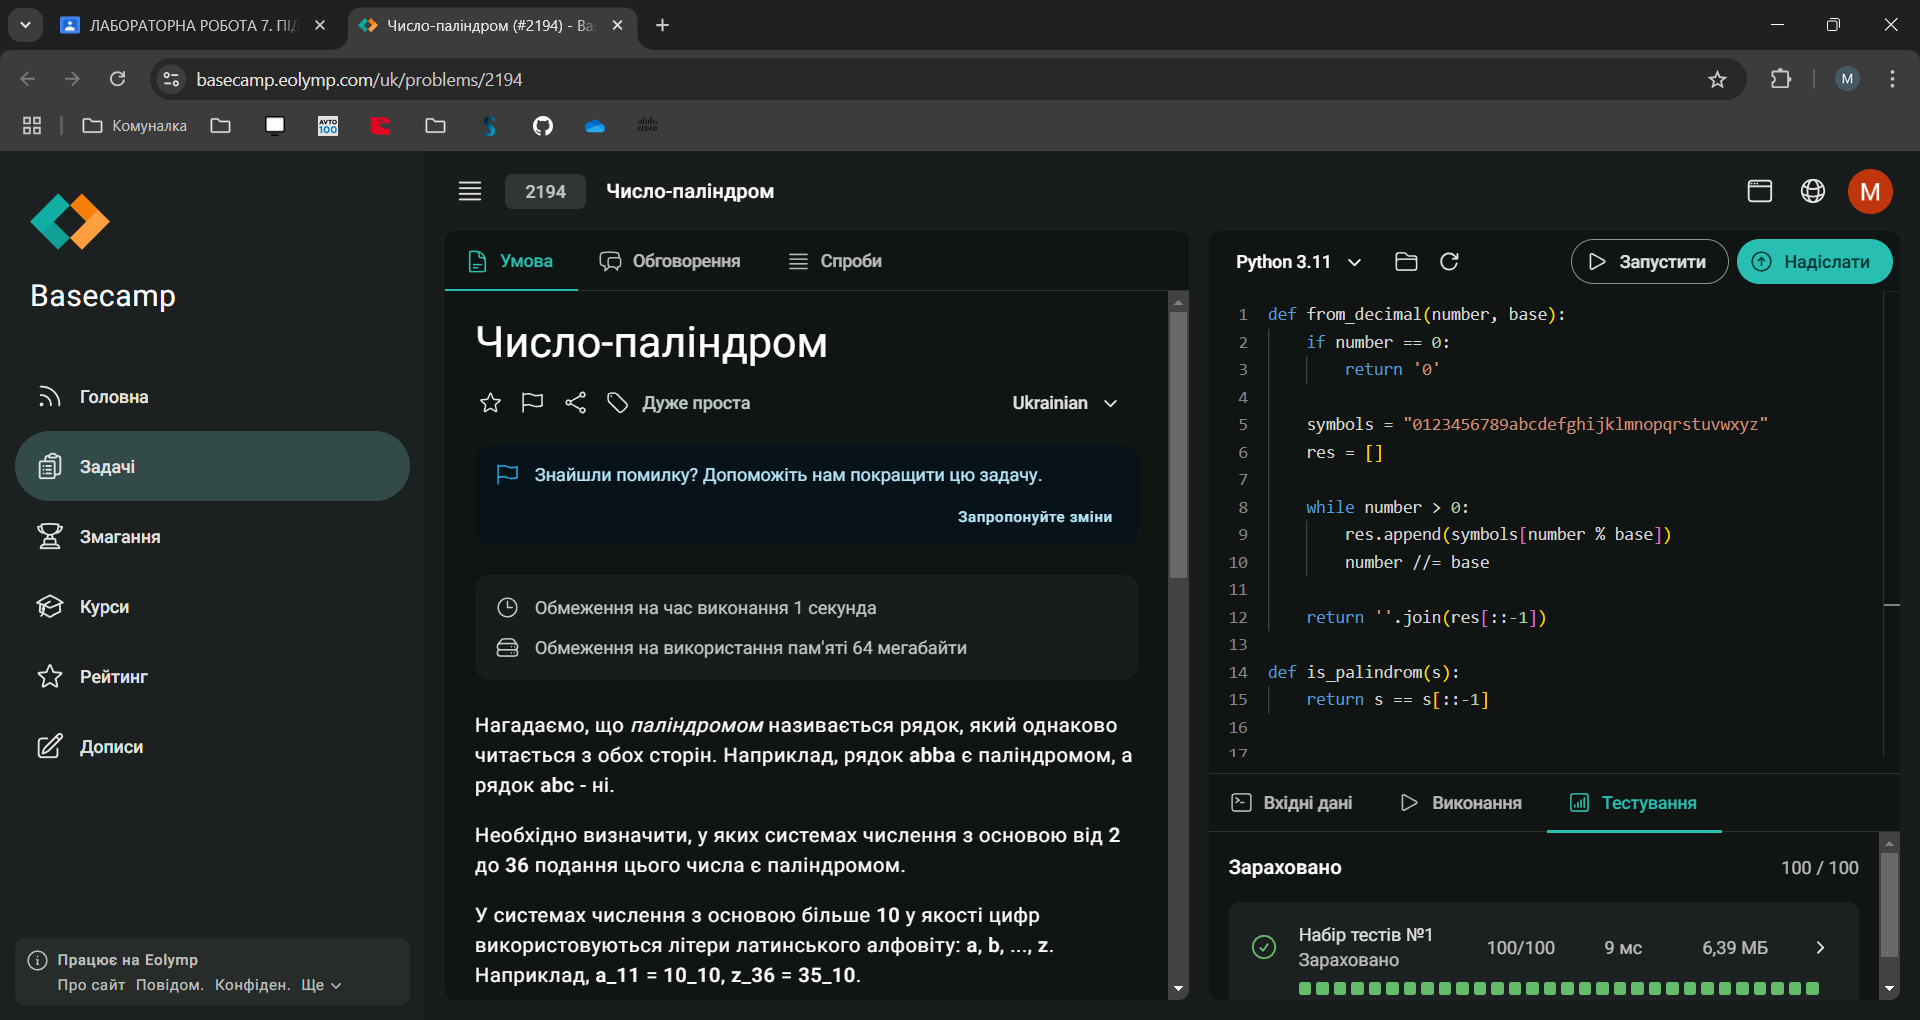 ЛАБОРАТОРНА РОБОТА 7. ПІД
Число-паліндром (#2194) - Ba
basecamp.eolymp.com/uk/problems/2194
M
Комуналка
AVTO
100
cisco
Basecamp
Головна
Задачі
Змагання
Курси
Рейтинг
Дописи
Працює на Eolymp
Про сайт Повідом. Конфіден. Ще
2194 Число-паліндром
M
Умова Обговорення Спроби
Число-паліндром
Дуже проста Ukrainian
Знайшли помилку? Допоможіть нам покращити цю задачу.
Запропонуйте зміни
Обмеження на час виконання 1 секунда
Обмеження на використання пам'яті 64 мегабайти
Нагадаємо, що паліндромом називається рядок, який однаково
читається з обох сторін. Наприклад, рядок abba є паліндромом, а
рядок abc - ні.
Необхідно визначити, у яких системах числення з основою від 2
до 36 подання цього числа є паліндромом.
У системах числення з основою більше 10 у якості цифр
використовуються літери латинського алфовіту: a, b, ..., z.
Наприклад, a_11 = 10_10, z_36 = 35_10.
Python 3.11 Запустити Надіслати
1 def from_decimal(number, base):
2 if number == 0:
3 return '0'
4
5 symbols = "0123456789abcdefghijklmnopqrstuvwxyz"
6 res = []
7
8 while number > 0:
9 res.append(symbols[number % base])
10 number //= base
11
12 return ''.join(res[::-1])
13
14 def is_palindrom(s):
15 return s == s[::-1]
16
17
Вхідні дані Виконання Тестування
Зараховано 100 / 100
Набір тестів №1 100/100 9 мс 6,39 МБ
Зараховано